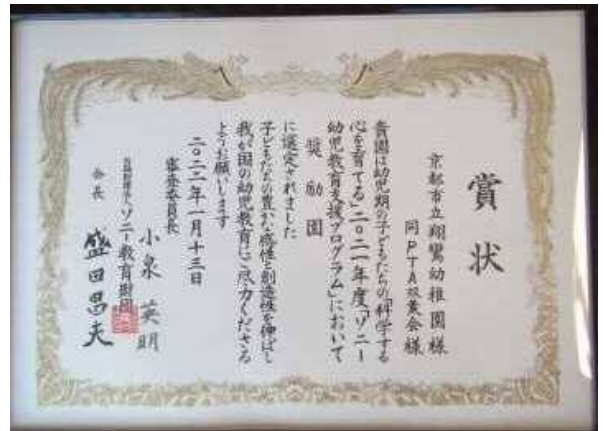 賞状
京都市立翔鸞幼稚園様
同PTA双葉会様
貴園は幼児期の子どもたちの「科学する
心を育てる」二〇二一年度「ソニー
幼児教育支援プログラム」において
奨励園
に選定されました
子どもたちの豊かな感性と創造性を伸ばし
我が国の幼児教育にご尽力くださる
ようお願いします
二〇二二年一月十三日
審査委員長
小泉英明
公益財団法人ソニー教育財団
会長
盛田昌夫